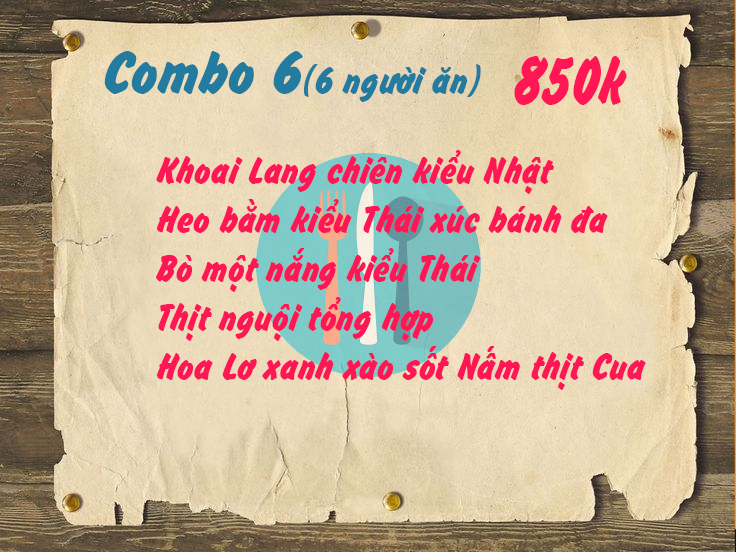 Combo 6 (6 người ăn) 850k
Khoai Lang chiên kiểu Nhật
Heo bằm kiểu Thái xúc bánh đa
Bò một nắng kiểu Thái
Thịt nguội tổng hợp
Hoa Lơ xanh xào sốt Nấm thịt Cua